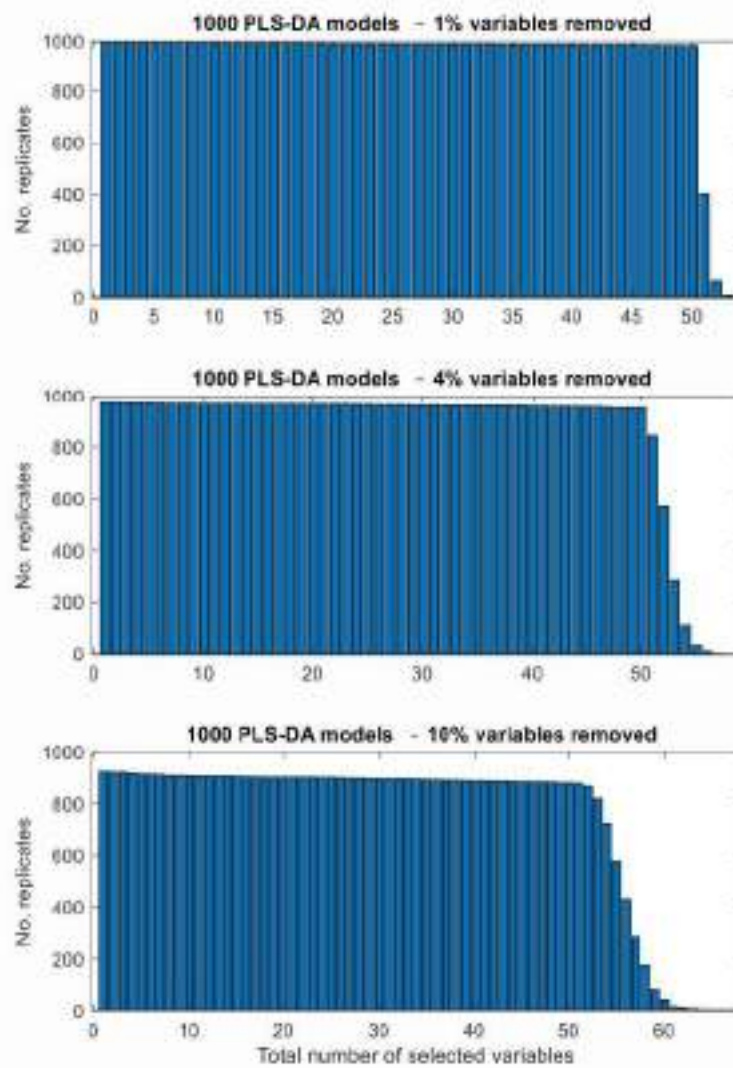 1000 PLS-DA models - 1% variables removed
1000
800
600
400
200
0
No. replicates
0 5 10 15 20 25 30 35 40 45 50
1000 PLS-DA models - 4% variables removed
1000
800
600
400
200
0
No. replicates
0 10 20 30 40 50
1000 PLS-DA models - 10% variables removed
1000
800
600
400
200
0
No. replicates
0 10 20 30 40 50 60
Total number of selected variables